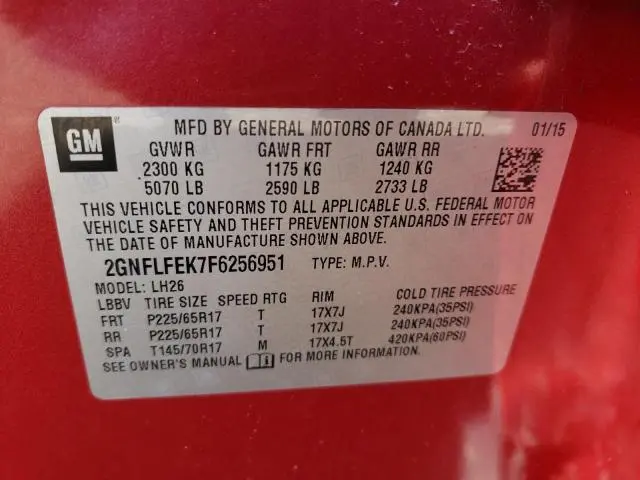 GM ®
MFD BY GENERAL MOTORS OF CANADA LTD. 01/15
GVWR GAWR FRT GAWR RR
2300 KG 1175 KG 1240 KG
5070 LB 2590 LB 2733 LB
THIS VEHICLE CONFORMS TO ALL APPLICABLE U.S. FEDERAL MOTOR
VEHICLE SAFETY AND THEFT PREVENTION STANDARDS IN EFFECT ON
THE DATE OF MANUFACTURE SHOWN ABOVE.
2GNFLFEK7F6256951 TYPE: M.P.V.
MODEL: LH26
LBBV TIRE SIZE SPEED RTG RIM COLD TIRE PRESSURE
FRT P225/65R17 T 17X7J 240KPA(35PSI)
RR P225/65R17 T 17X7J 240KPA(35PSI)
SPA T145/70R17 M 17X4.5T 420KPA(60PSI)
SEE OWNER'S MANUAL FOR MORE INFORMATION.